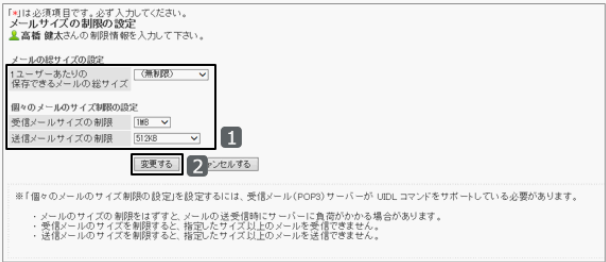 「*」は必須項目です。必ず入力してください。
メールサイズの制限の設定
高橋 健太さんの制限情報を入力して下さい。
メールの総サイズの設定
1ユーザーあたりの
保存できるメールの総サイズ
(無制限)
個々のメールのサイズ制限の設定
受信メールサイズの制限 1MB
送信メールサイズの制限 512KB
1
変更する 2 ャンセルする
※「個々のメールのサイズ制限の設定」を設定するには、受信メール(POP3)サーバーが UIDL コマンドをサポートしている必要があります。
・メールのサイズの制限をはずすと、メールの送受信時にサーバーに負荷がかかる場合があります。
・受信メールのサイズを制限すると、指定したサイズ以上のメールを受信できません。
・送信メールのサイズを制限すると、指定したサイズ以上のメールを送信できません。